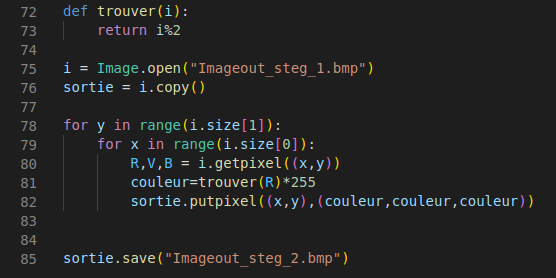 72 def trouver(i):
73     return i%2
74
75 i = Image.open("Imageout_steg_1.bmp")
76 sortie = i.copy()
77
78 for y in range(i.size[1]):
79     for x in range(i.size[0]):
80         R,V,B = i.getpixel((x,y))
81         couleur=trouver(R)*255
82         sortie.putpixel((x,y),(couleur,couleur,couleur))
83
84
85 sortie.save("Imageout_steg_2.bmp")